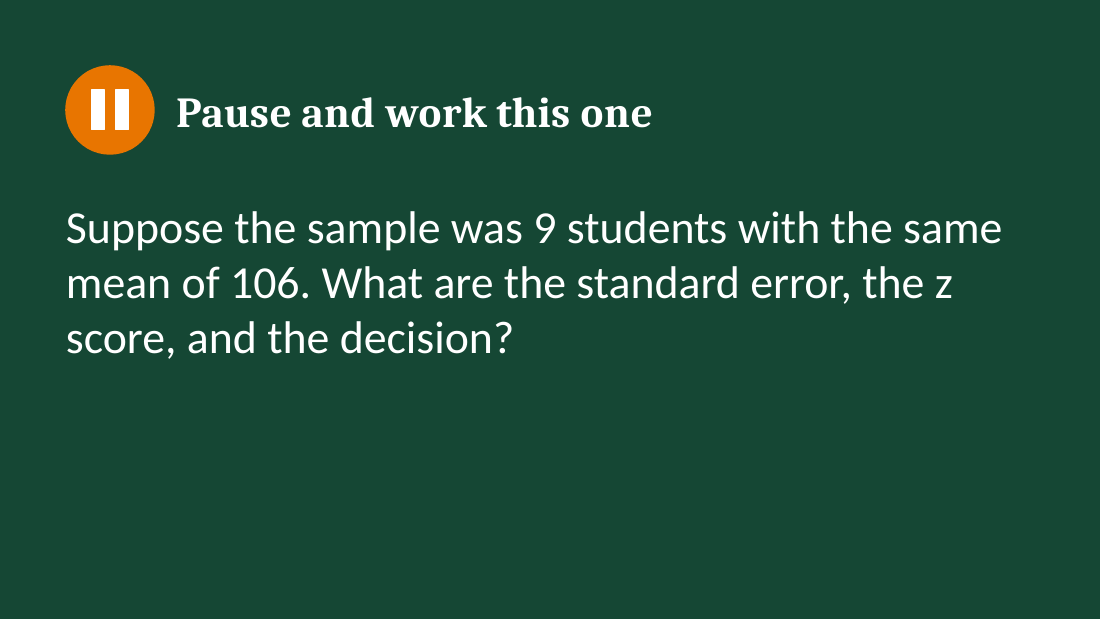 Pause and work this one
Suppose the sample was 9 students with the same
mean of 106. What are the standard error, the z
score, and the decision?